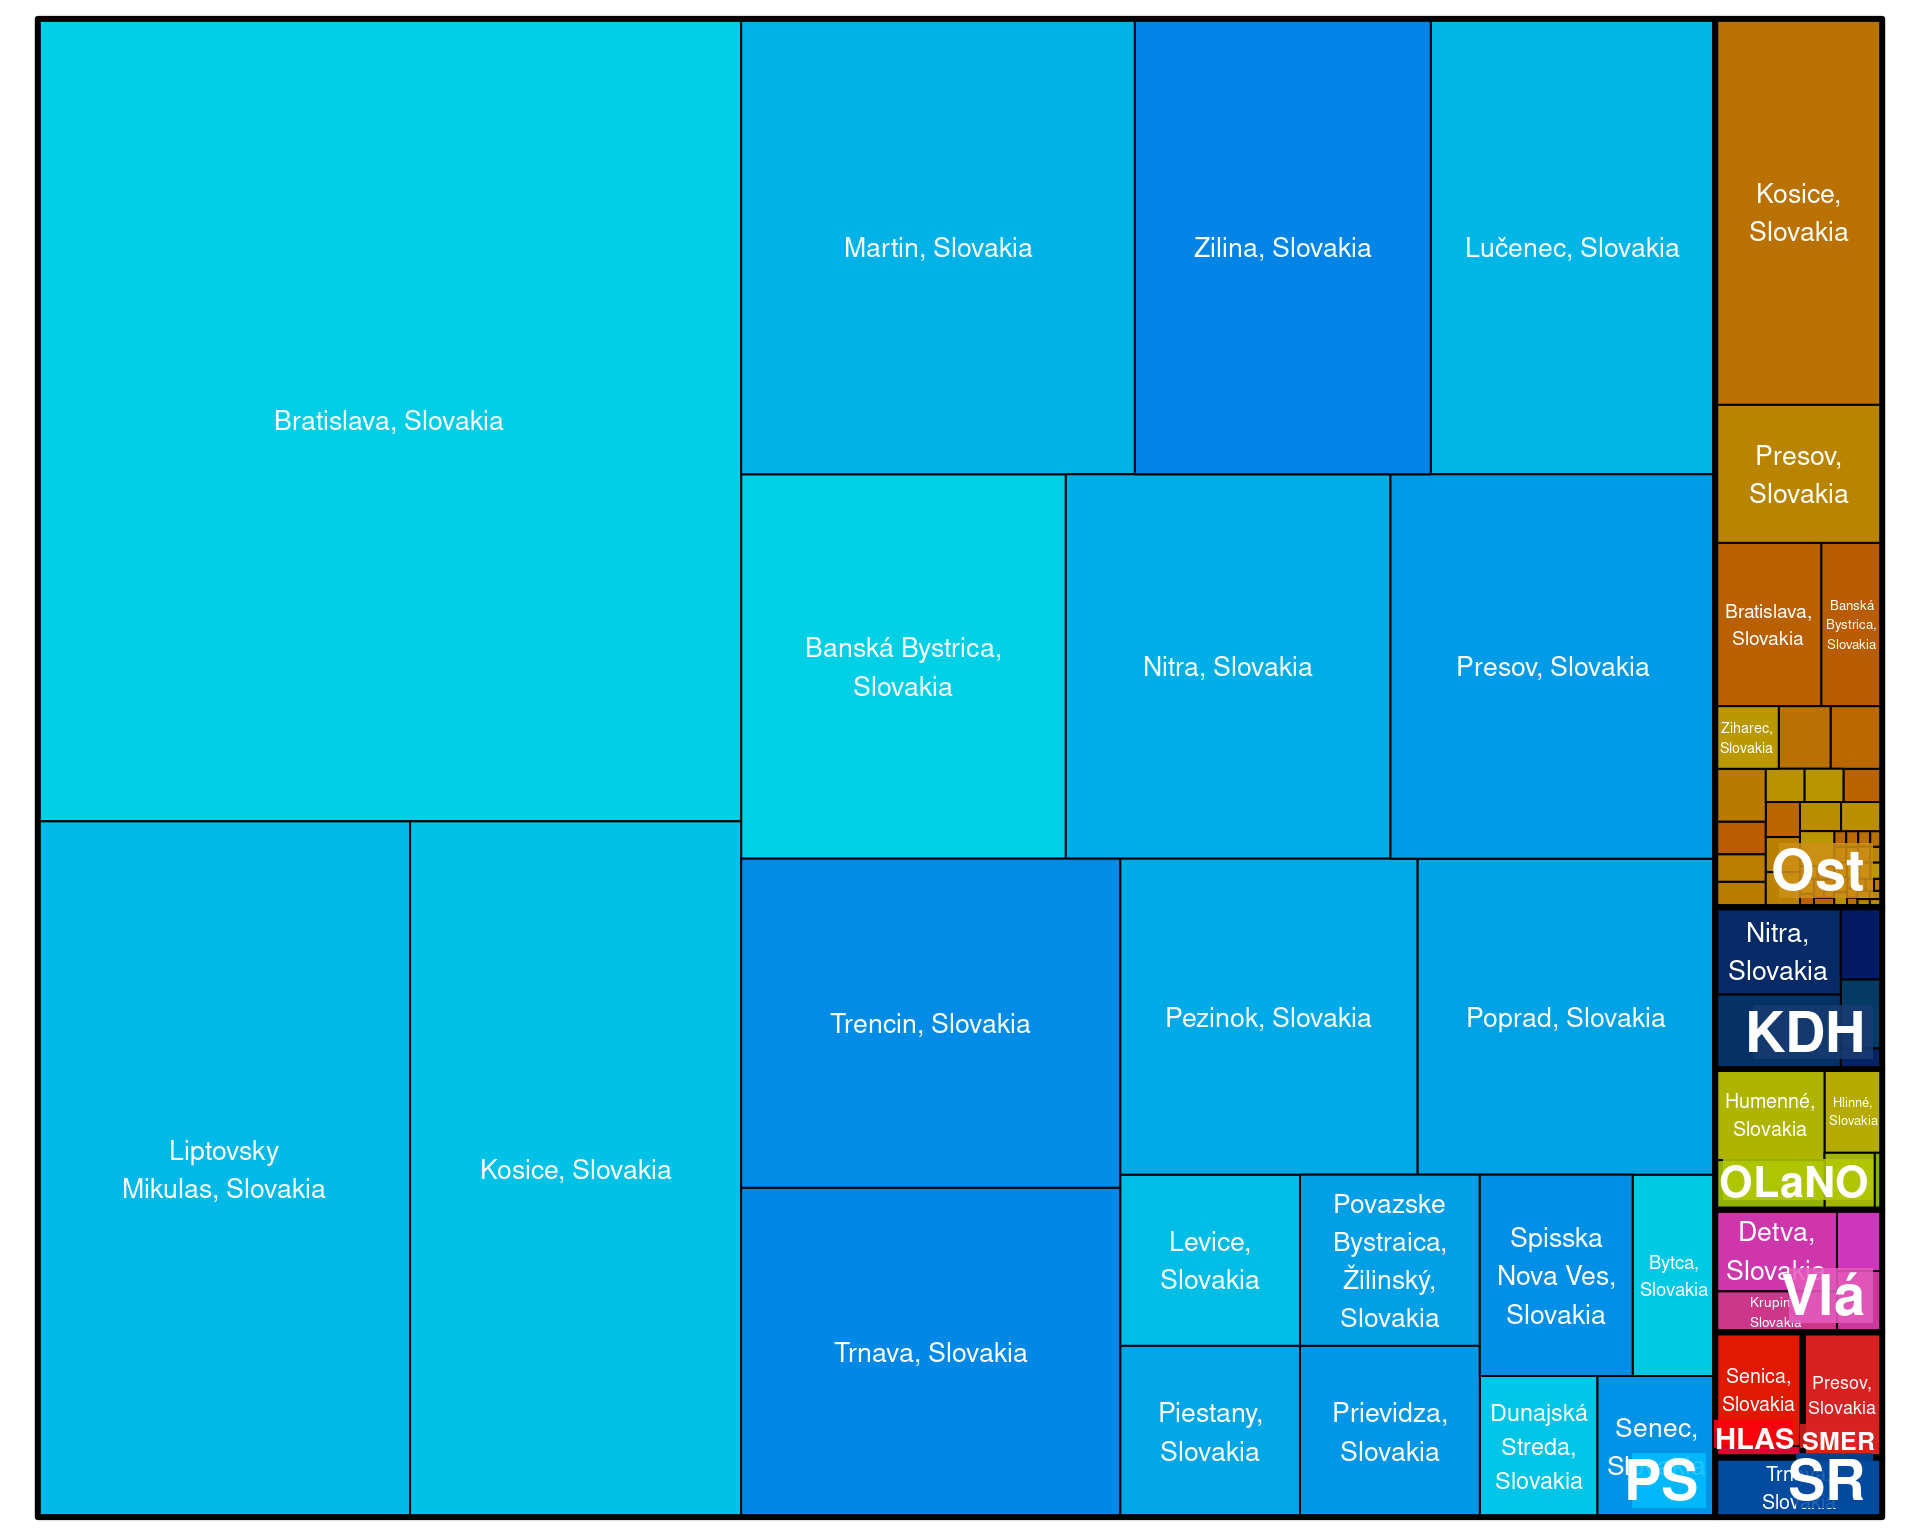 Bratislava, Slovakia
Liptovsky
Mikulas, Slovakia
Kosice, Slovakia
Martin, Slovakia
Zilina, Slovakia
Lučenec, Slovakia
Banská Bystrica,
Slovakia
Nitra, Slovakia
Presov, Slovakia
Trencin, Slovakia
Trnava, Slovakia
Pezinok, Slovakia
Poprad, Slovakia
Levice,
Slovakia
Povazske
Bystraica,
Žilinský,
Slovakia
Spisska
Nova Ves,
Slovakia
Bytca,
Slovakia
Piestany,
Slovakia
Prievidza,
Slovakia
Dunajská
Streda,
Slovakia
Senec,
PS
Kosice,
Slovakia
Presov,
Slovakia
Bratislava,
Slovakia
Banská
Bystrica,
Slovakia
Ziharec,
Slovakia
Ost
Nitra,
Slovakia
KDH
Humenné,
Slovakia
Hlinné,
Slovakia
OLaNO
Detva,
Slovakia
Slovakia
Vlá
Senica,
Slovakia
HLAS
Presov,
Slovakia
SMER
Slovakia
SR